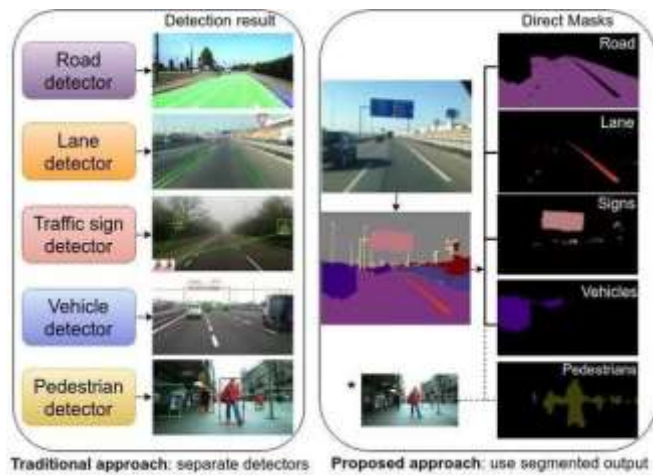 Detection result
Direct Masks
Road
detector
Lane
detector
Traffic sign
detector
Vehicle
detector
Pedestrian
detector
Road
Lane
Signs
Vehicles
*
Pedestrians
Traditional approach: separate detectors
Proposed approach: use segmented output